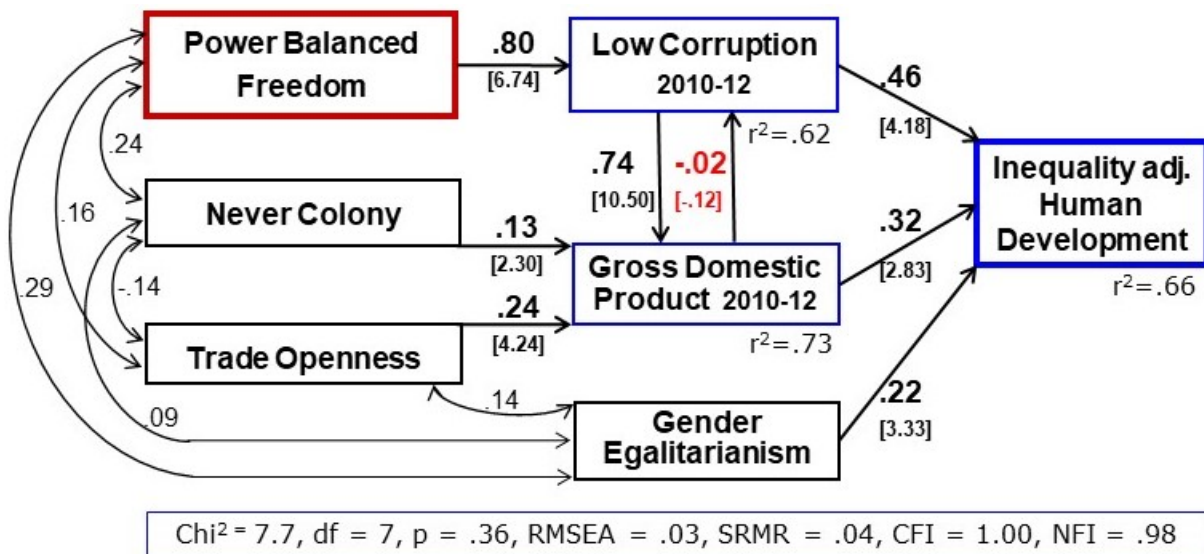 Power Balanced
Freedom
.80
[6.74]
Low Corruption
2010-12
r²=.62
.46
[4.18]
.24
.74
[10.50]
-.02
[-.12]
Inequality adj.
Human
Development
r²=.66
Never Colony
.13
[2.30]
.16
.29
-.14
.32
[2.83]
Gross Domestic
Product 2010-12
r²=.73
.24
[4.24]
Trade Openness
.14
.09
Gender
Egalitarianism
.22
[3.33]
Chi² = 7.7, df = 7, p = .36, RMSEA = .03, SRMR = .04, CFI = 1.00, NFI = .98